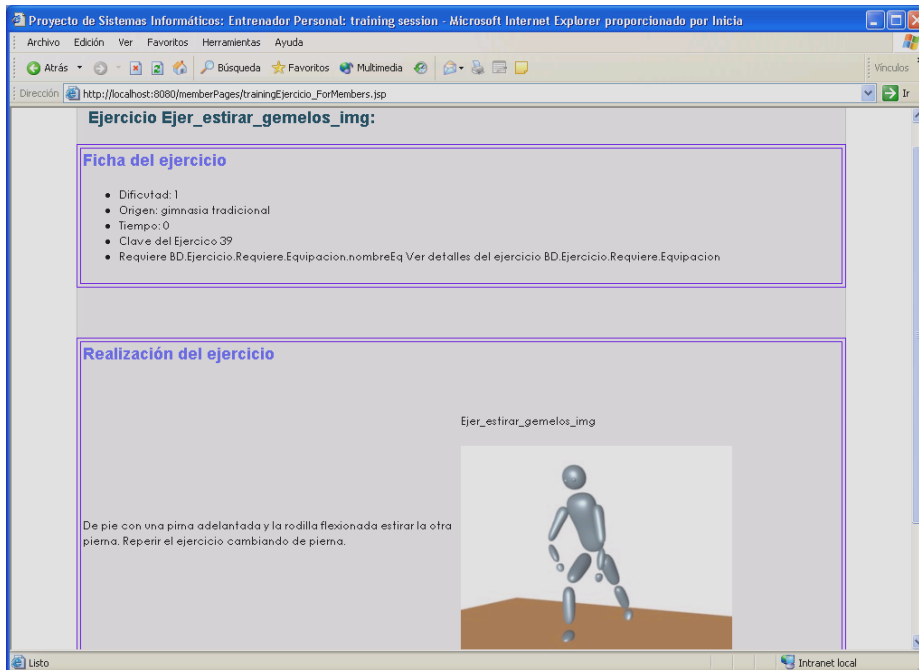 Proyecto de Sistemas Informáticos: Entrenador Personal: training session - Microsoft Internet Explorer proporcionado por Inicia
Archivo Edición Ver Favoritos Herramientas Ayuda
Atrás Búsqueda Favoritos Multimedia Vínculos
Dirección http://localhost:8080/memberPages/trainingEjercicio_ForMembers.jsp Ir
Ejercicio Ejer_estirar_gemelos_img:
Ficha del ejercicio
Dificutad: 1
Origen: gimnasia tradicional
Tiempo: 0
Clave del Ejercico 39
Requiere BD.Ejercicio.Requiere.Equipacion.nombreEq Ver detalles del ejercicio BD.Ejercicio.Requiere.Equipacion
Realización del ejercicio
Ejer_estirar_gemelos_img
De pie con una pirna adelantada y la rodilla flexionada estirar la otra
pierna. Reperir el ejercicio cambiando de pierna.
Listo Intranet local